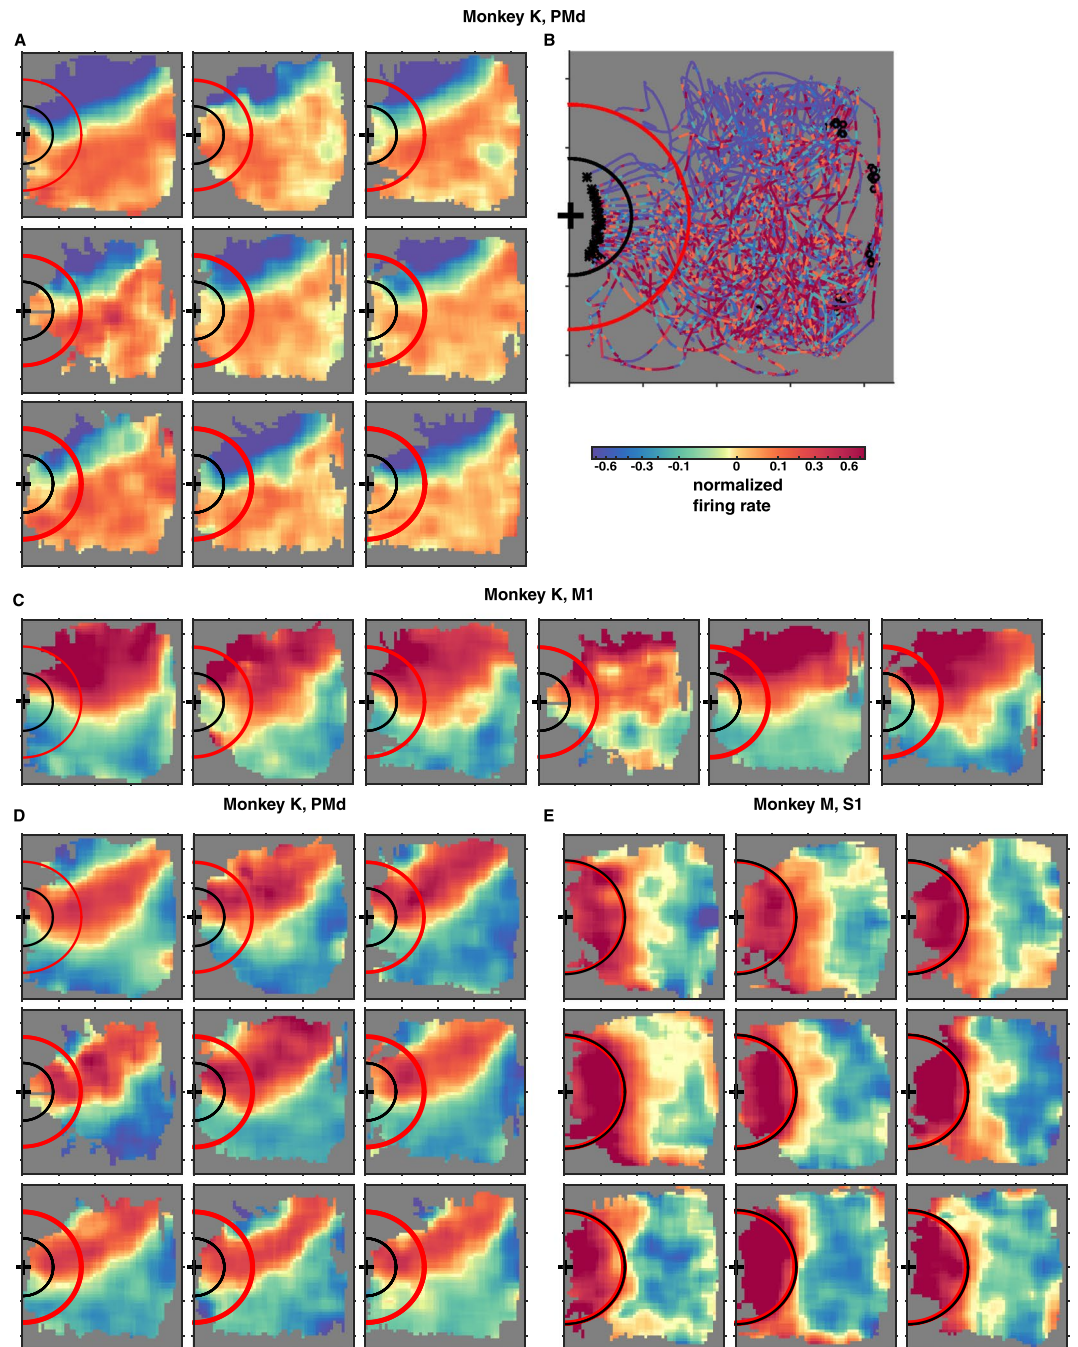 Monkey K, PMd
A
B
-0.6 -0.3 -0.1 0 0.1 0.3 0.6
normalized
firing rate
C
Monkey K, M1
D
Monkey K, PMd
E
Monkey M, S1